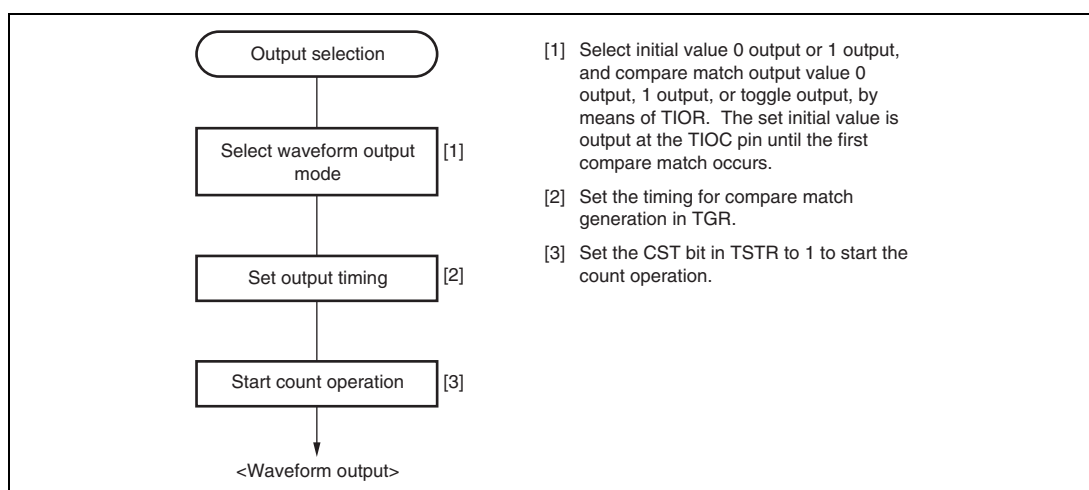 Output selection
Select waveform output
mode
[1]
Set output timing
[2]
Start count operation
[3]
<Waveform output>
[1] Select initial value 0 output or 1 output,
and compare match output value 0
output, 1 output, or toggle output, by
means of TIOR. The set initial value is
output at the TIOC pin until the first
compare match occurs.
[2] Set the timing for compare match
generation in TGR.
[3] Set the CST bit in TSTR to 1 to start the
count operation.